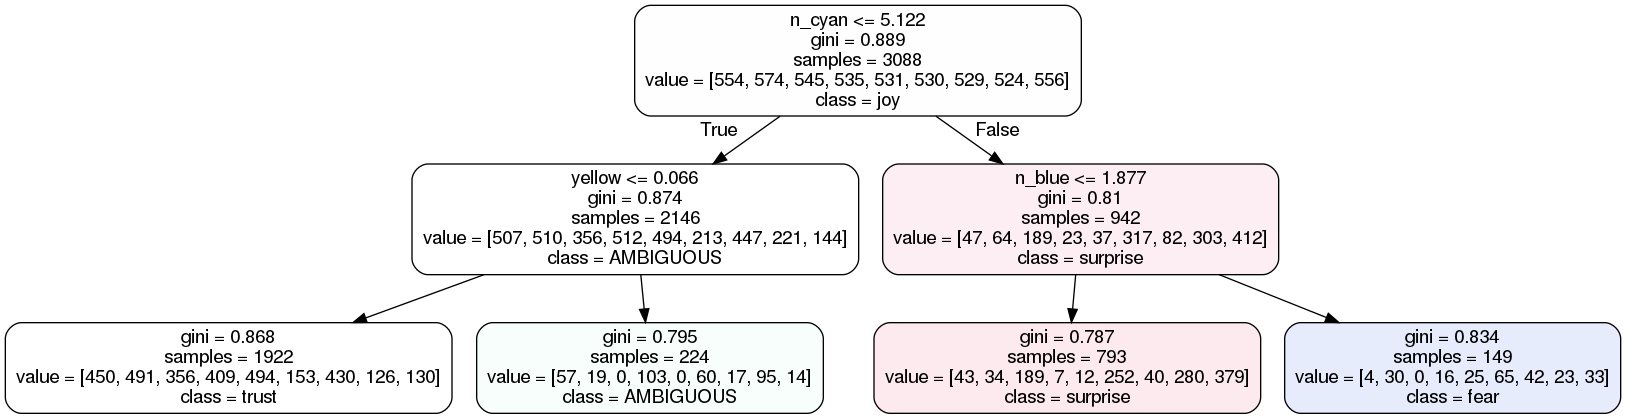 n_cyan <= 5.122
gini = 0.889
samples = 3088
value = [554, 574, 545, 535, 531, 530, 529, 524, 556]
class = joy
True
False
yellow <= 0.066
gini = 0.874
samples = 2146
value = [507, 510, 356, 512, 494, 213, 447, 221, 144]
class = AMBIGUOUS
n_blue <= 1.877
gini = 0.81
samples = 942
value = [47, 64, 189, 23, 37, 317, 82, 303, 412]
class = surprise
gini = 0.868
samples = 1922
value = [450, 491, 356, 409, 494, 153, 430, 126, 130]
class = trust
gini = 0.795
samples = 224
value = [57, 19, 0, 103, 0, 60, 17, 95, 14]
class = AMBIGUOUS
gini = 0.787
samples = 793
value = [43, 34, 189, 7, 12, 252, 40, 280, 379]
class = surprise
gini = 0.834
samples = 149
value = [4, 30, 0, 16, 25, 65, 42, 23, 33]
class = fear